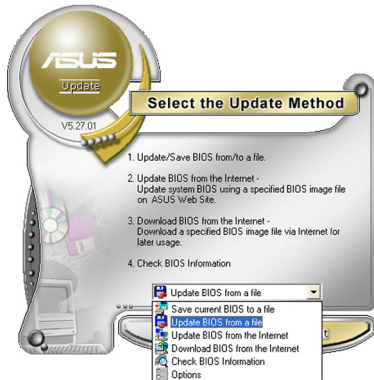 ASUS
Update
V5.27.01
Select the Update Method
1. Update/Save BIOS from/to a file.
2. Update BIOS from the Internet -
Update system BIOS using a specified BIOS image file
on ASUS Web Site.
3. Download BIOS from the Internet -
Download a specified BIOS image file via Internet for
later usage.
4. Check BIOS Information
Update BIOS from a file
Save current BIOS to a file
Update BIOS from a file
Update BIOS from the Internet
Download BIOS from the Internet
Check BIOS Information
Options